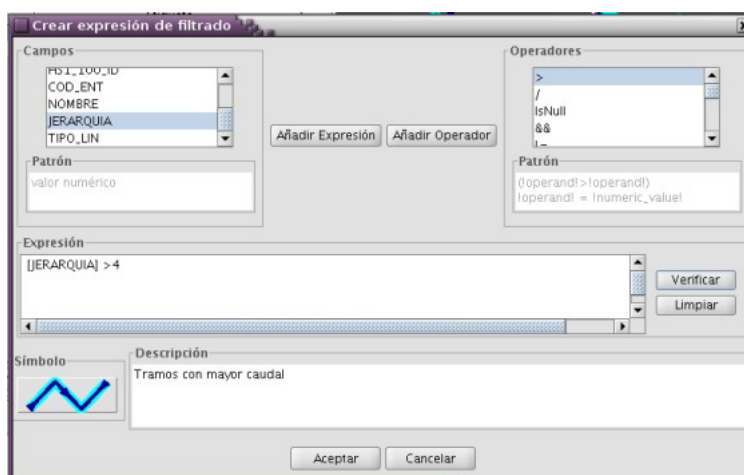 Crear expresión de filtrado
Campos
COD_ENT
NOMBRE
JERARQUIA
TIPO_LIN
Patrón
valor numérico
Añadir Expresión
Añadir Operador
Operadores
>
/
IsNull
&&
Patrón
(!operand!>!operand!)
!operand! = !numeric_value!
Expresión
[JERARQUIA] >4
Verificar
Limpiar
Símbolo
Descripción
Tramos con mayor caudal
Aceptar
Cancelar